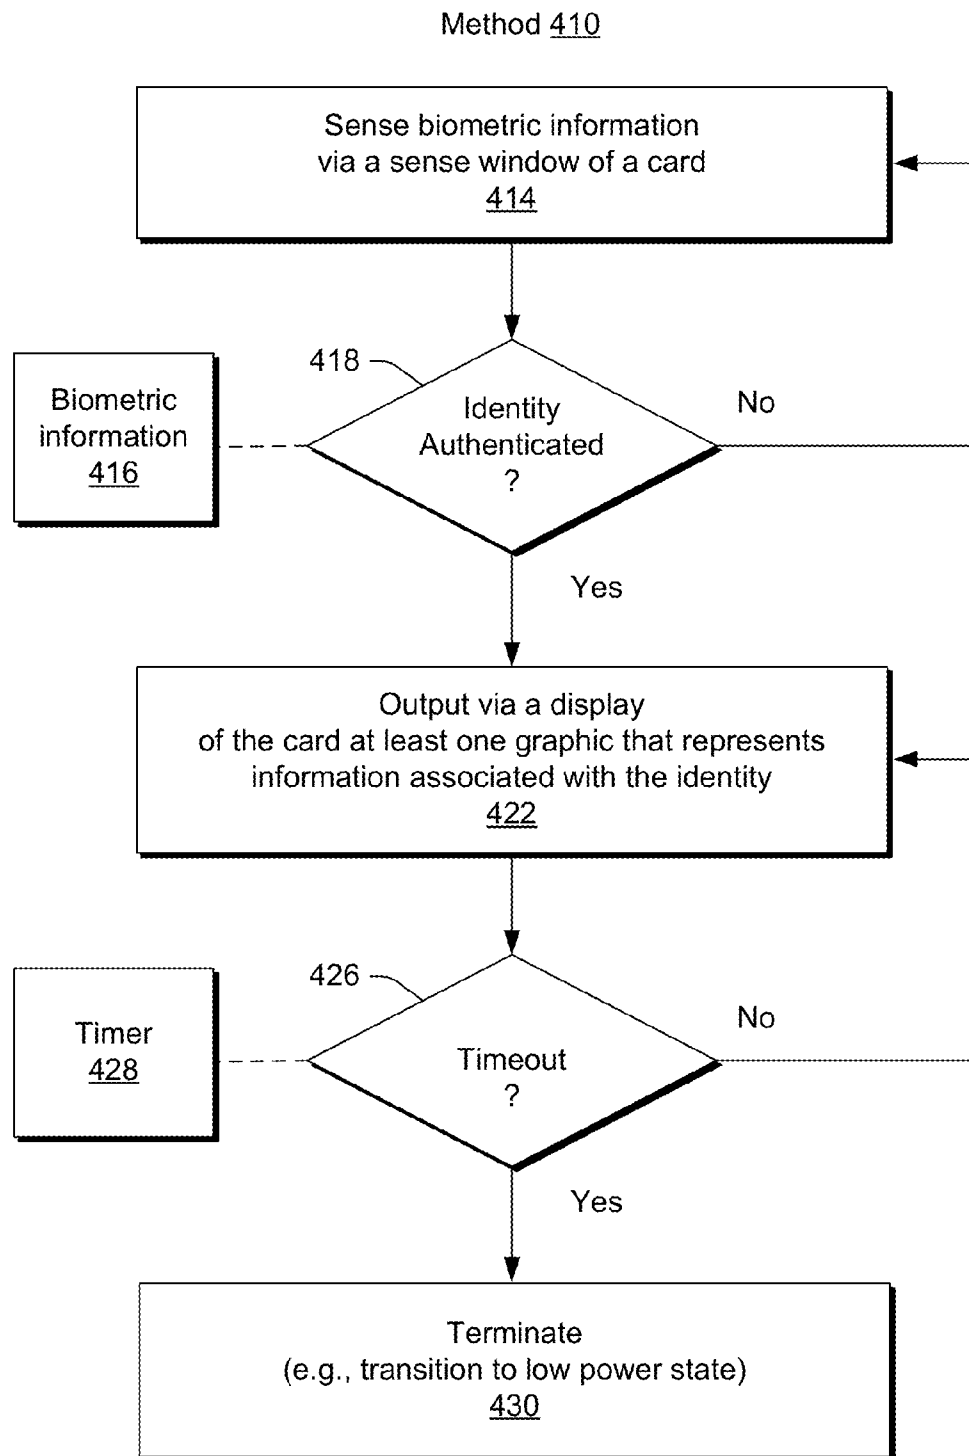 Method 410
Sense biometric information
via a sense window of a card
414
418
Biometric
information
416
Identity
Authenticated
?
No
Yes
Output via a display
of the card at least one graphic that represents
information associated with the identity
422
426
Timer
428
Timeout
?
No
Yes
Terminate
(e.g., transition to low power state)
430